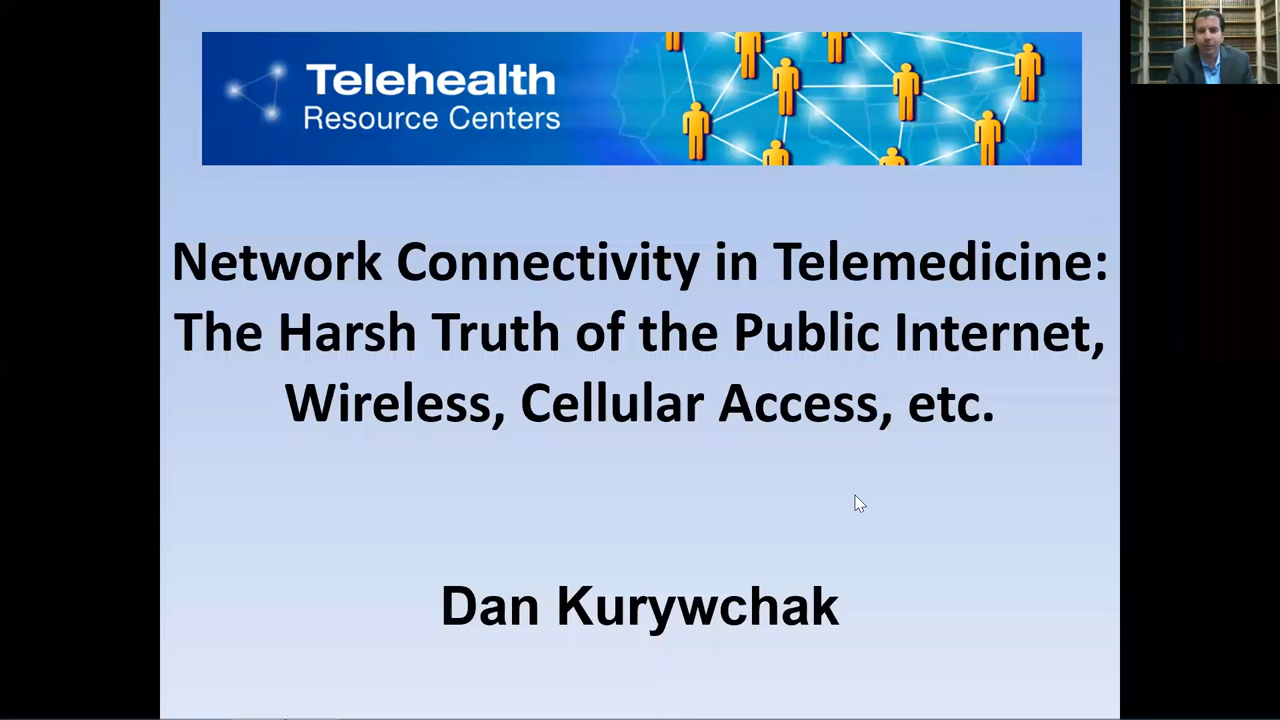 Telehealth
Resource Centers
Network Connectivity in Telemedicine:
The Harsh Truth of the Public Internet,
Wireless, Cellular Access, etc.
Dan Kurywchak